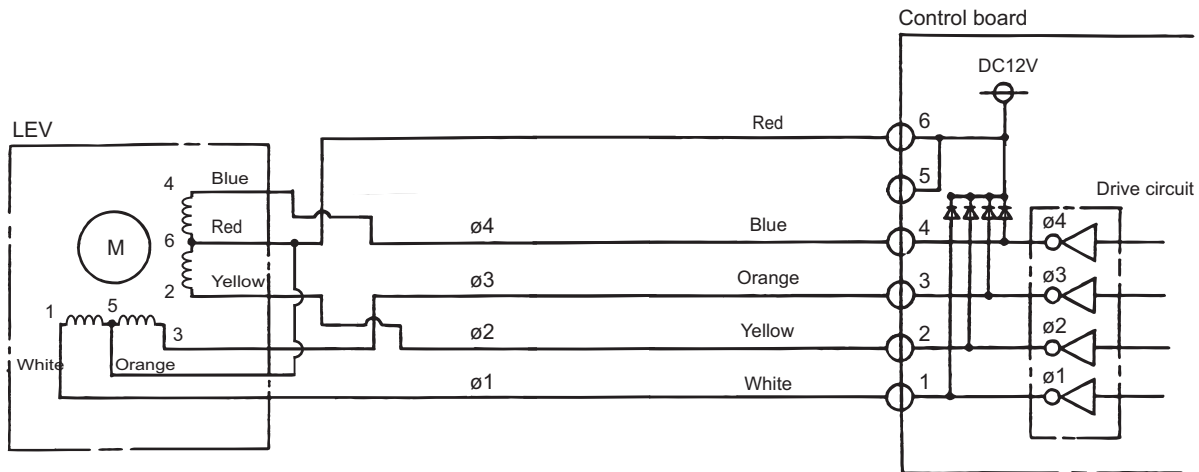 Control board
DC12V
LEV
Red
6
4
Blue
5
Drive circuit
Red
6
M
ø4
Blue
4
ø4
Yellow
2
ø3
Orange
3
ø3
1
5
3
ø2
Yellow
2
ø2
White
Orange
ø1
White
1
ø1